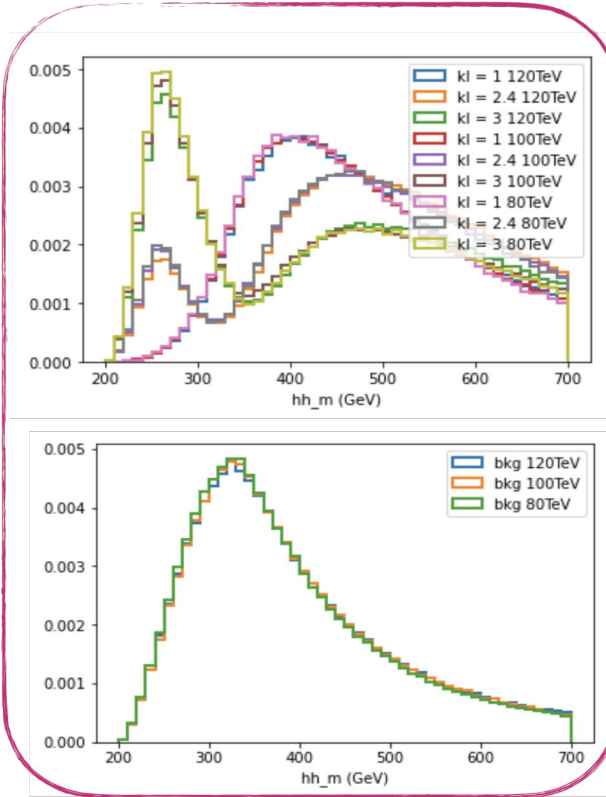 0.005
0.004
0.003
0.002
0.001
0.000
kl = 1 120TeV
kl = 2.4 120TeV
kl = 3 120TeV
kl = 1 100TeV
kl = 2.4 100TeV
kl = 3 100TeV
kl = 1 80TeV
kl = 2.4 80TeV
kl = 3 80TeV
200 300 400 500 600 700
hh_m (GeV)
0.005
0.004
0.003
0.002
0.001
0.000
bkg 120TeV
bkg 100TeV
bkg 80TeV
200 300 400 500 600 700
hh_m (GeV)